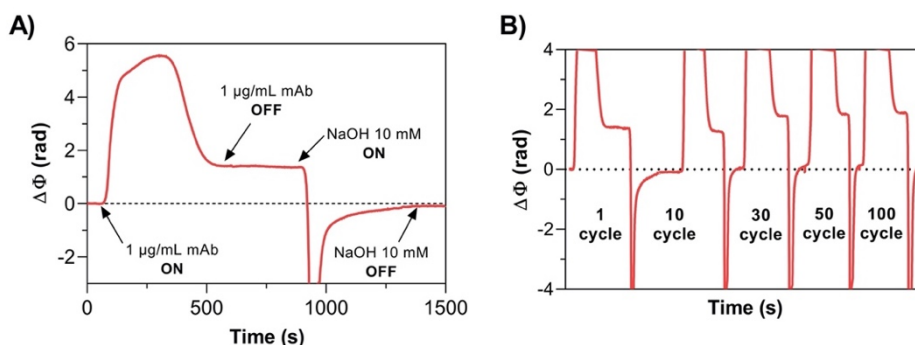 A)
6
4
2
0
-2
ΔΦ (rad)
1 µg/mL mAb
OFF
NaOH 10 mM
ON
1 µg/mL mAb
ON
NaOH 10 mM
OFF
0
500
1000
1500
Time (s)
B)
4
2
0
-2
-4
ΔΦ (rad)
1
cycle
10
cycle
30
cycle
50
cycle
100
cycle
Time (s)